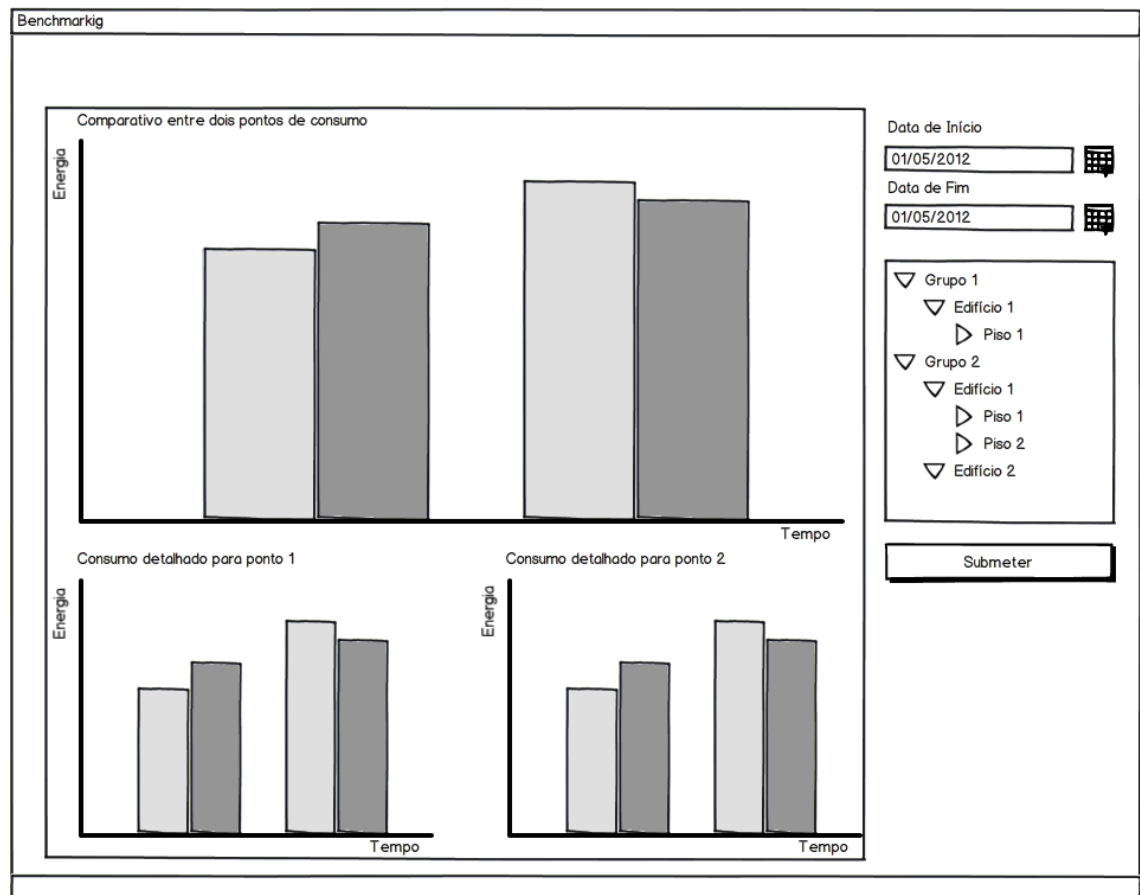 Benchmarkig
Comparativo entre dois pontos de consumo
Energia
Tempo
Consumo detalhado para ponto 1
Energia
Tempo
Consumo detalhado para ponto 2
Energia
Tempo
Data de Início
01/05/2012
Data de Fim
01/05/2012
Grupo 1
Edifício 1
Piso 1
Grupo 2
Edifício 1
Piso 1
Piso 2
Edifício 2
Submeter